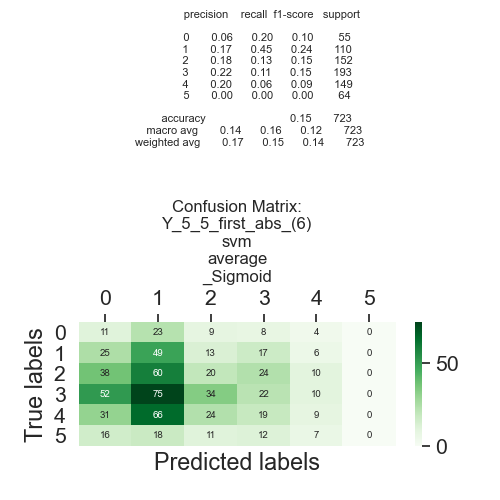 precision recall f1-score support
0 0.06 0.20 0.10 55
1 0.17 0.45 0.24 110
2 0.18 0.13 0.15 152
3 0.22 0.11 0.15 193
4 0.20 0.06 0.09 149
5 0.00 0.00 0.00 64
accuracy 0.15 723
macro avg 0.14 0.16 0.12 723
weighted avg 0.17 0.15 0.14 723
Confusion Matrix:
Y_5_5_first_abs_(6)
svm
average
_Sigmoid
0 1 2 3 4 5
True labels
0 11 23 9 8 4 0
1 25 49 13 17 6 0
2 38 60 20 24 10 0
3 52 75 34 22 10 0
4 31 66 24 19 9 0
5 16 18 11 12 7 0
Predicted labels
50
0